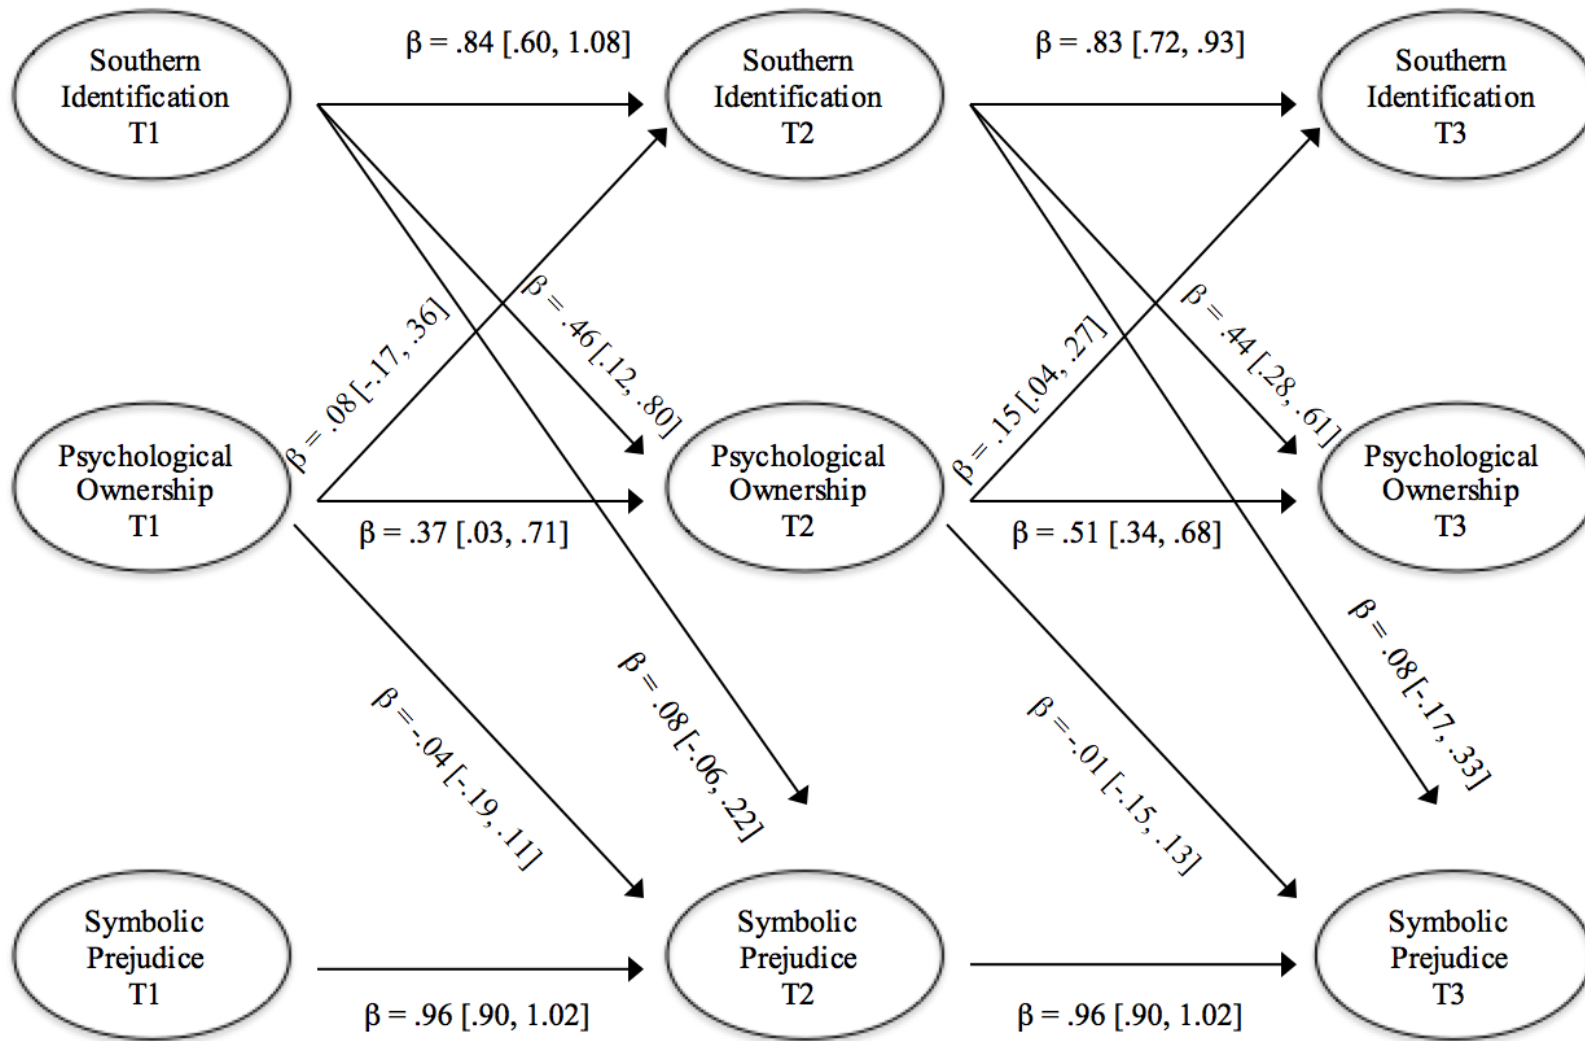 Southern
Identification
T1
β = .84 [.60, 1.08]
Southern
Identification
T2
β = .83 [.72, .93]
Southern
Identification
T3
β = .08 [-.17, .36]
β = .46 [.12, .80]
β = .15 [.04, .27]
β = .44 [.28, .61]
Psychological
Ownership
T1
β = .37 [.03, .71]
Psychological
Ownership
T2
β = .51 [.34, .68]
Psychological
Ownership
T3
β = -.04 [-.19, .11]
β = .08 [-.06, .22]
β = -.01 [-.15, .13]
β = .08 [-.17, .33]
Symbolic
Prejudice
T1
β = .96 [.90, 1.02]
Symbolic
Prejudice
T2
β = .96 [.90, 1.02]
Symbolic
Prejudice
T3